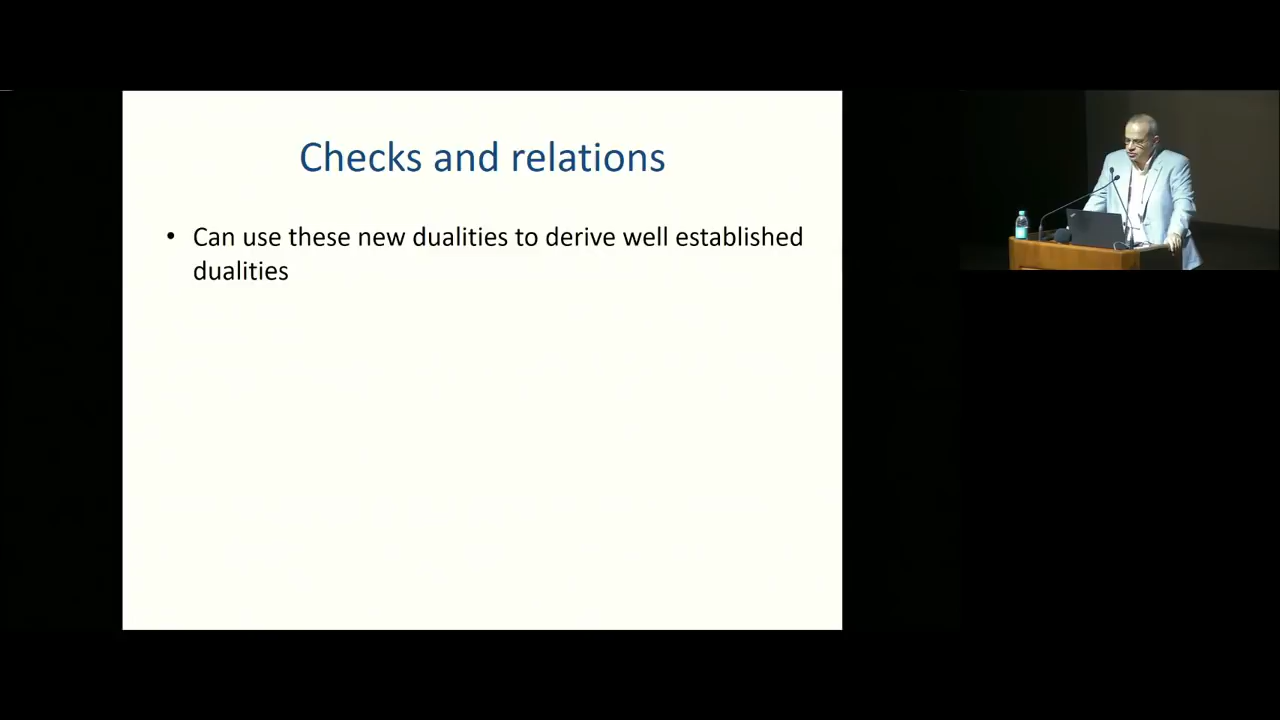 Checks and relations
• Can use these new dualities to derive well established
dualities